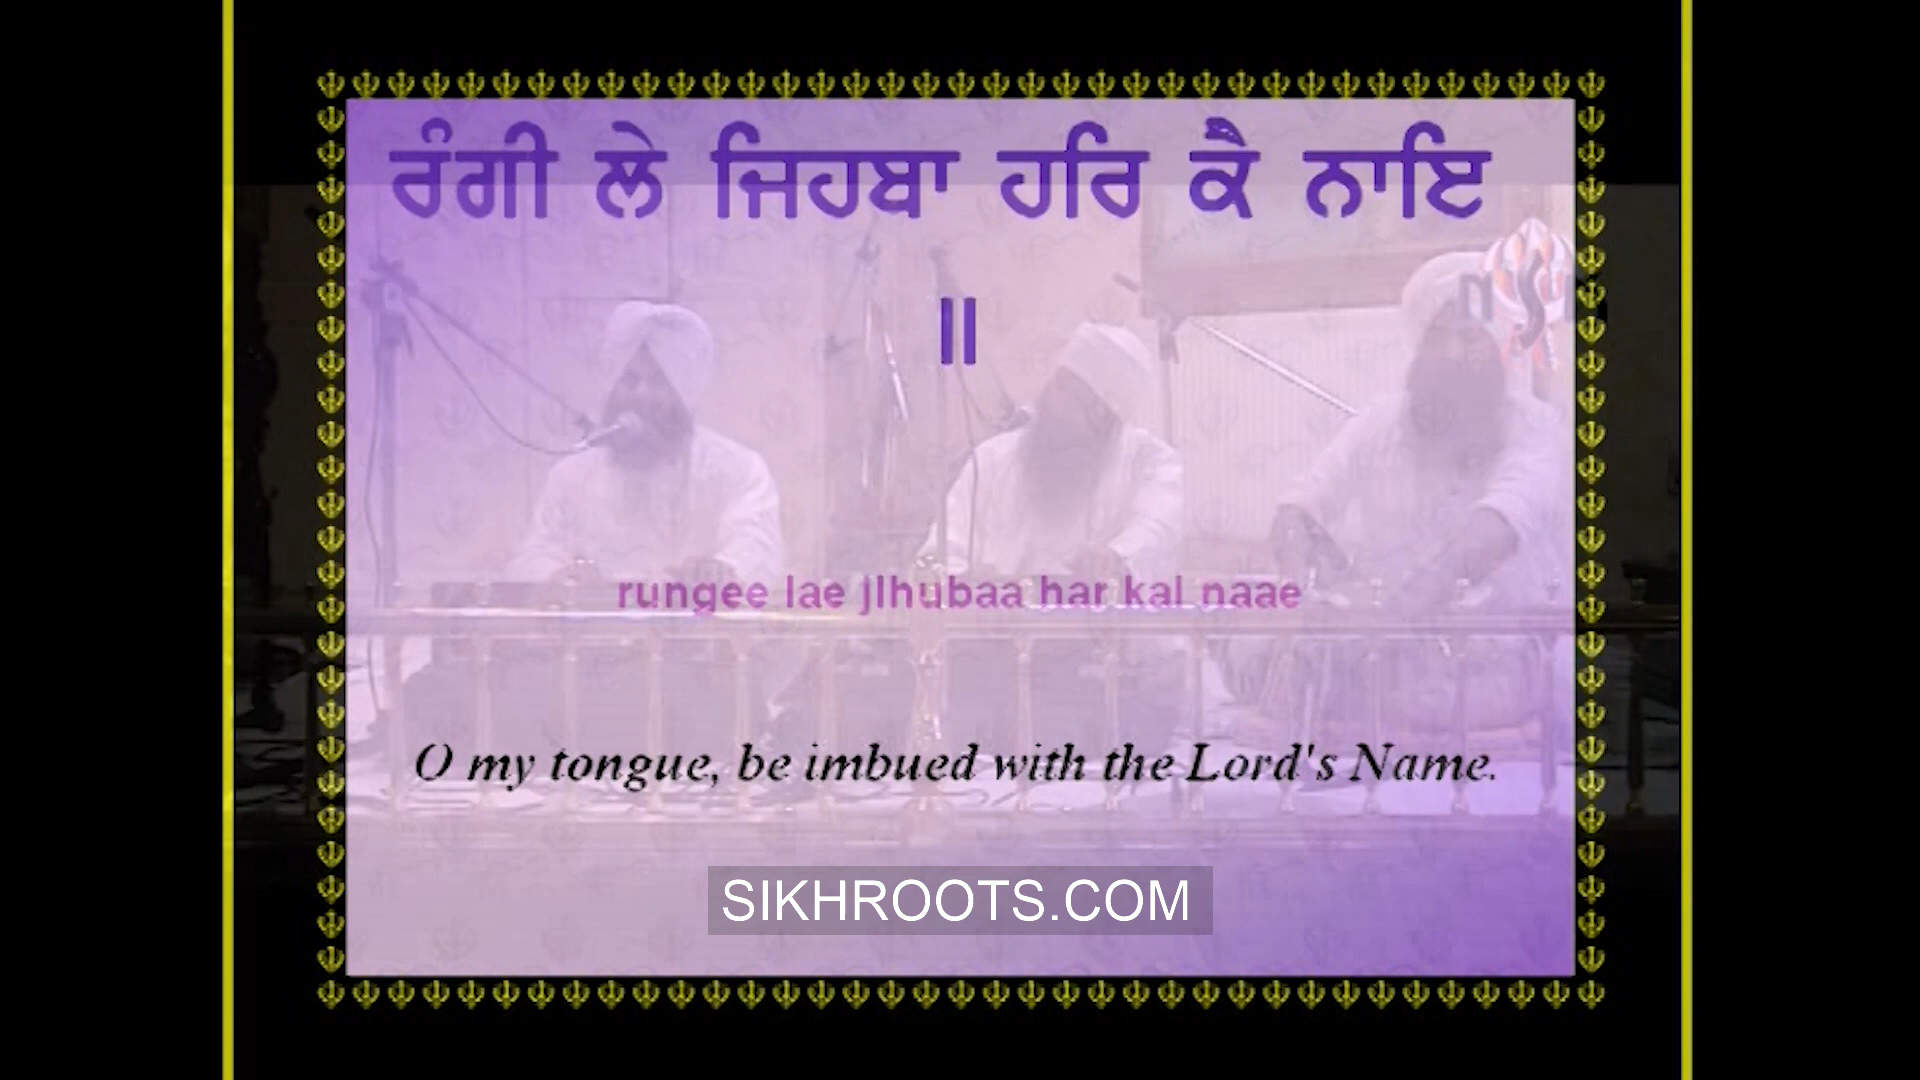 ਰੰਗੀ ਲੇ ਜਿਹਬਾ ਹਰਿ ਕੈ ਨਾਇ
॥
rungee lae jIhubaa har kaI naae
O my tongue, be imbued with the Lord's Name.
SIKHROOTS.COM